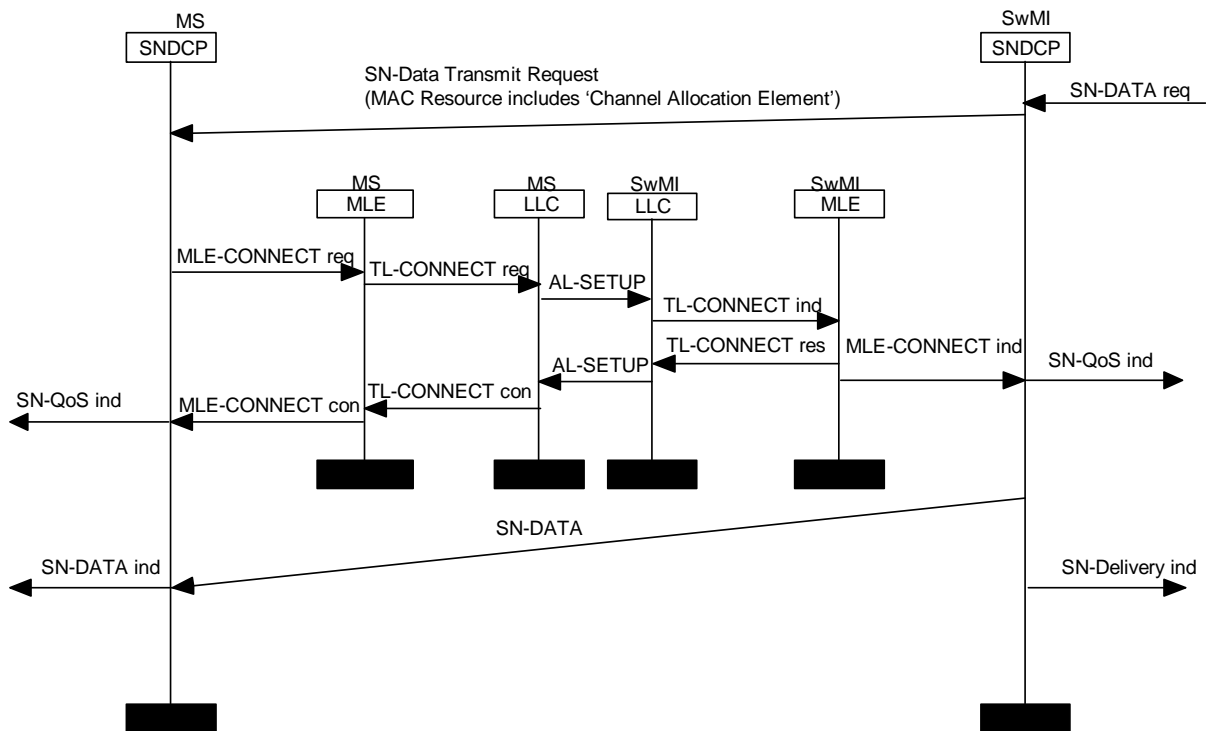 MS
SwMI
SNDCP
SNDCP
SN-Data Transmit Request
(MAC Resource includes ‘Channel Allocation Element’)
SN-DATA req
MS
MS
SwMI
SwMI
MLE
LLC
LLC
MLE
MLE-CONNECT req
TL-CONNECT req
AL-SETUP
TL-CONNECT ind
TL-CONNECT res
MLE-CONNECT ind
SN-QoS ind
AL-SETUP
TL-CONNECT con
SN-QoS ind
MLE-CONNECT con
SN-DATA
SN-DATA ind
SN-Delivery ind